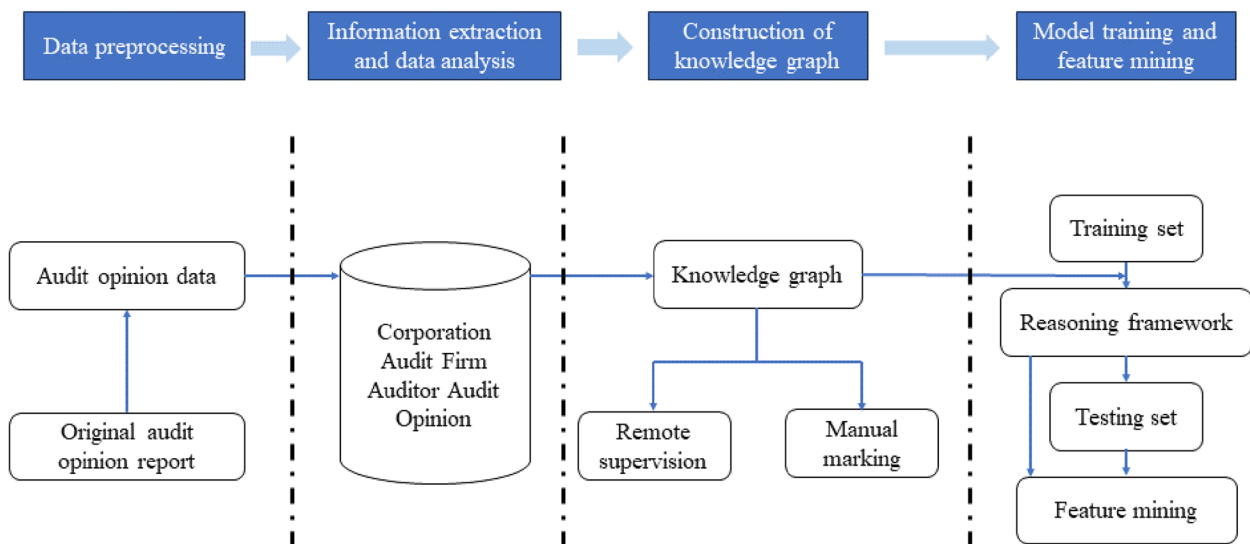 Data preprocessing
Information extraction
and data analysis
Construction of
knowledge graph
Model training and
feature mining
Audit opinion data
Original audit
opinion report
Corporation
Audit Firm
Auditor Audit
Opinion
Knowledge graph
Remote
supervision
Manual
marking
Training set
Reasoning framework
Testing set
Feature mining